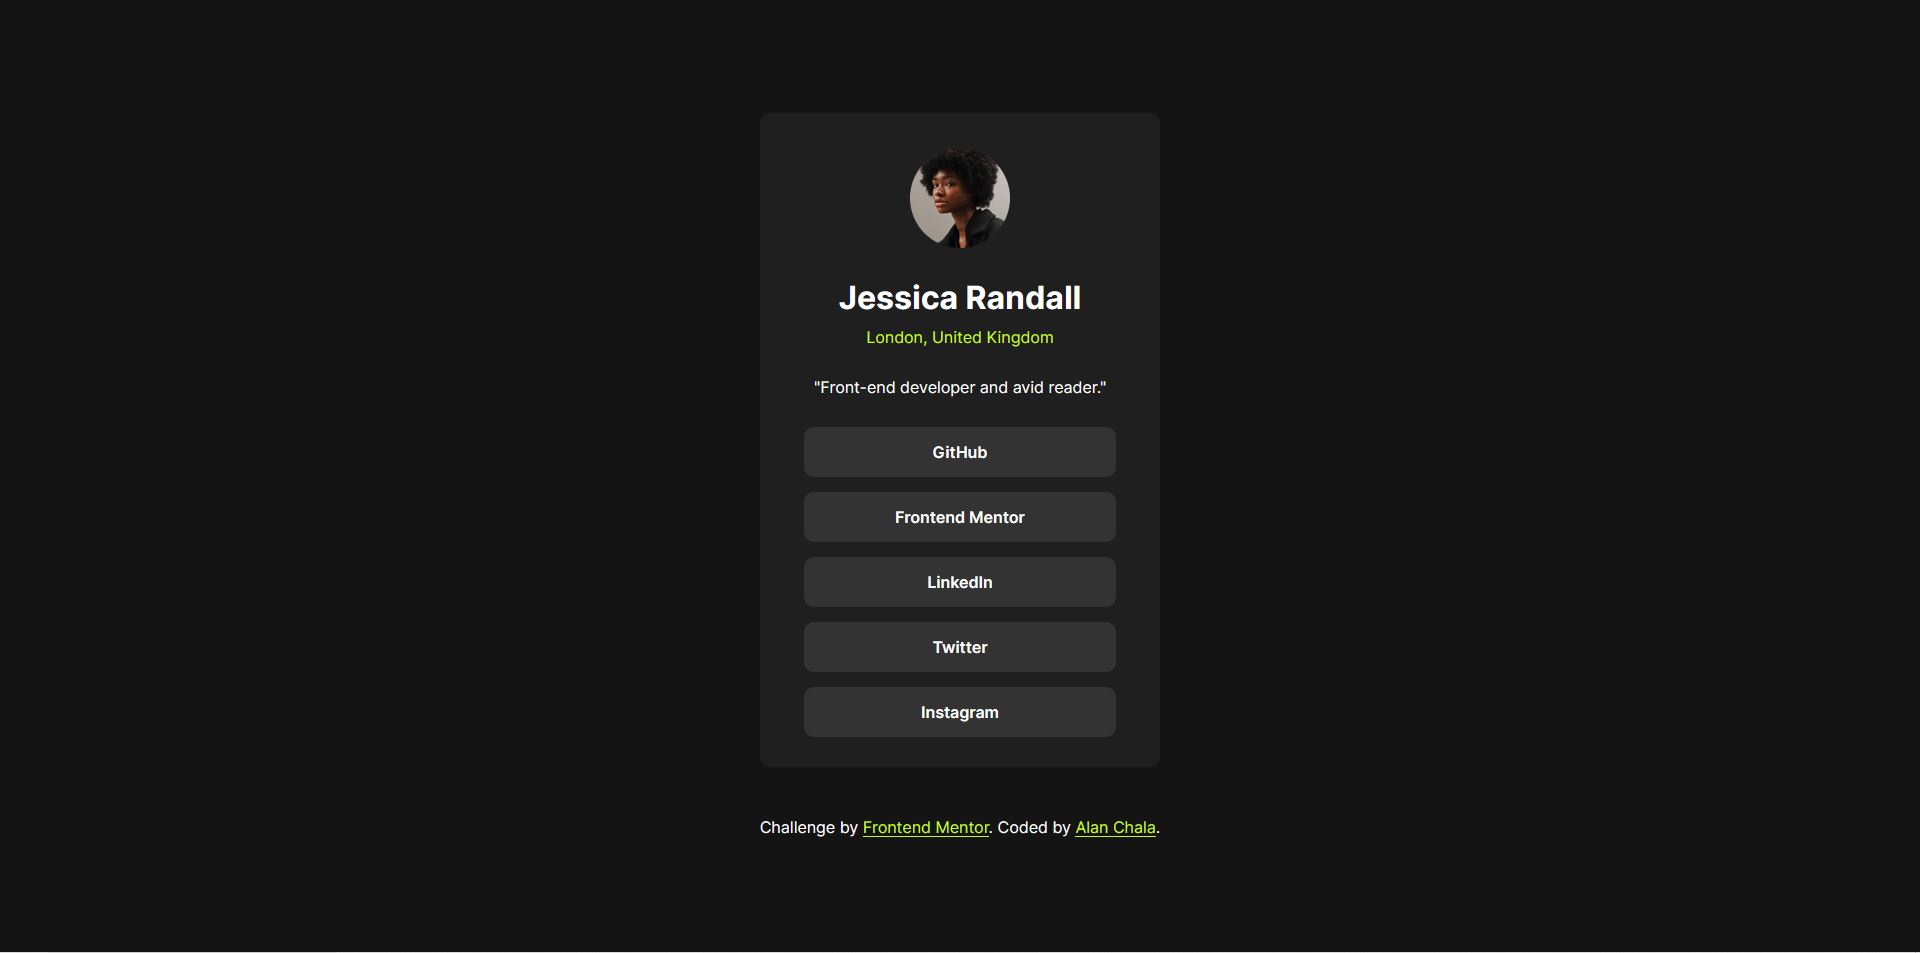 Jessica Randall
London, United Kingdom
"Front-end developer and avid reader."
GitHub
Frontend Mentor
LinkedIn
Twitter
Instagram
Challenge by Frontend Mentor. Coded by Alan Chala.